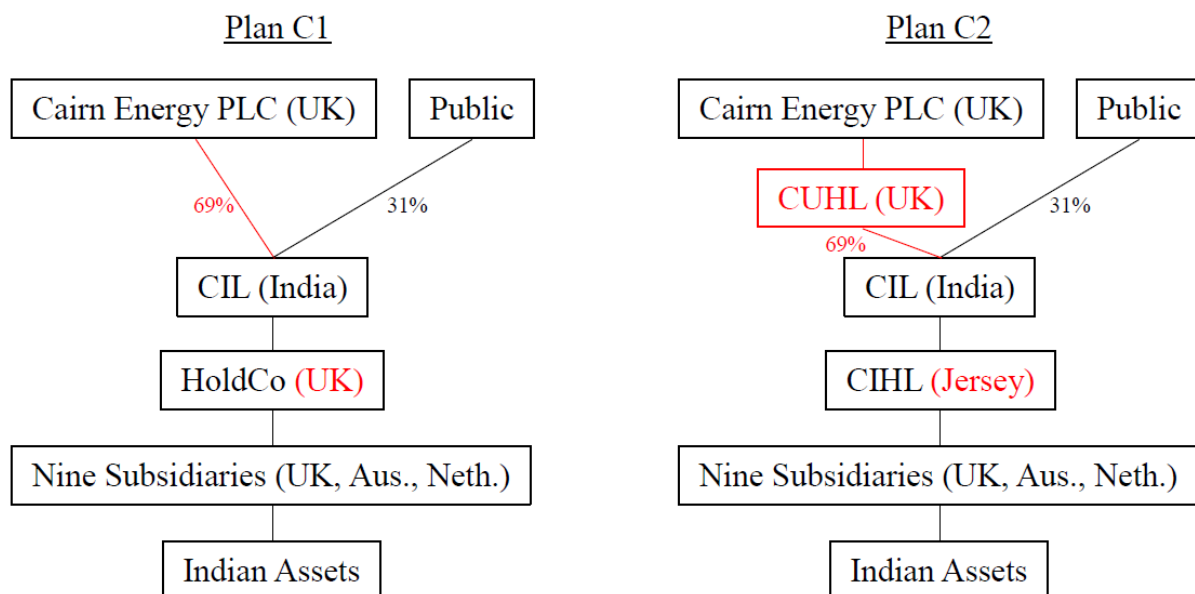 Plan C1
Cairn Energy PLC (UK)
Public
69%
31%
CIL (India)
HoldCo (UK)
Nine Subsidiaries (UK, Aus., Neth.)
Indian Assets
Plan C2
Cairn Energy PLC (UK)
Public
CUHL (UK)
69%
31%
CIL (India)
CIHL (Jersey)
Nine Subsidiaries (UK, Aus., Neth.)
Indian Assets